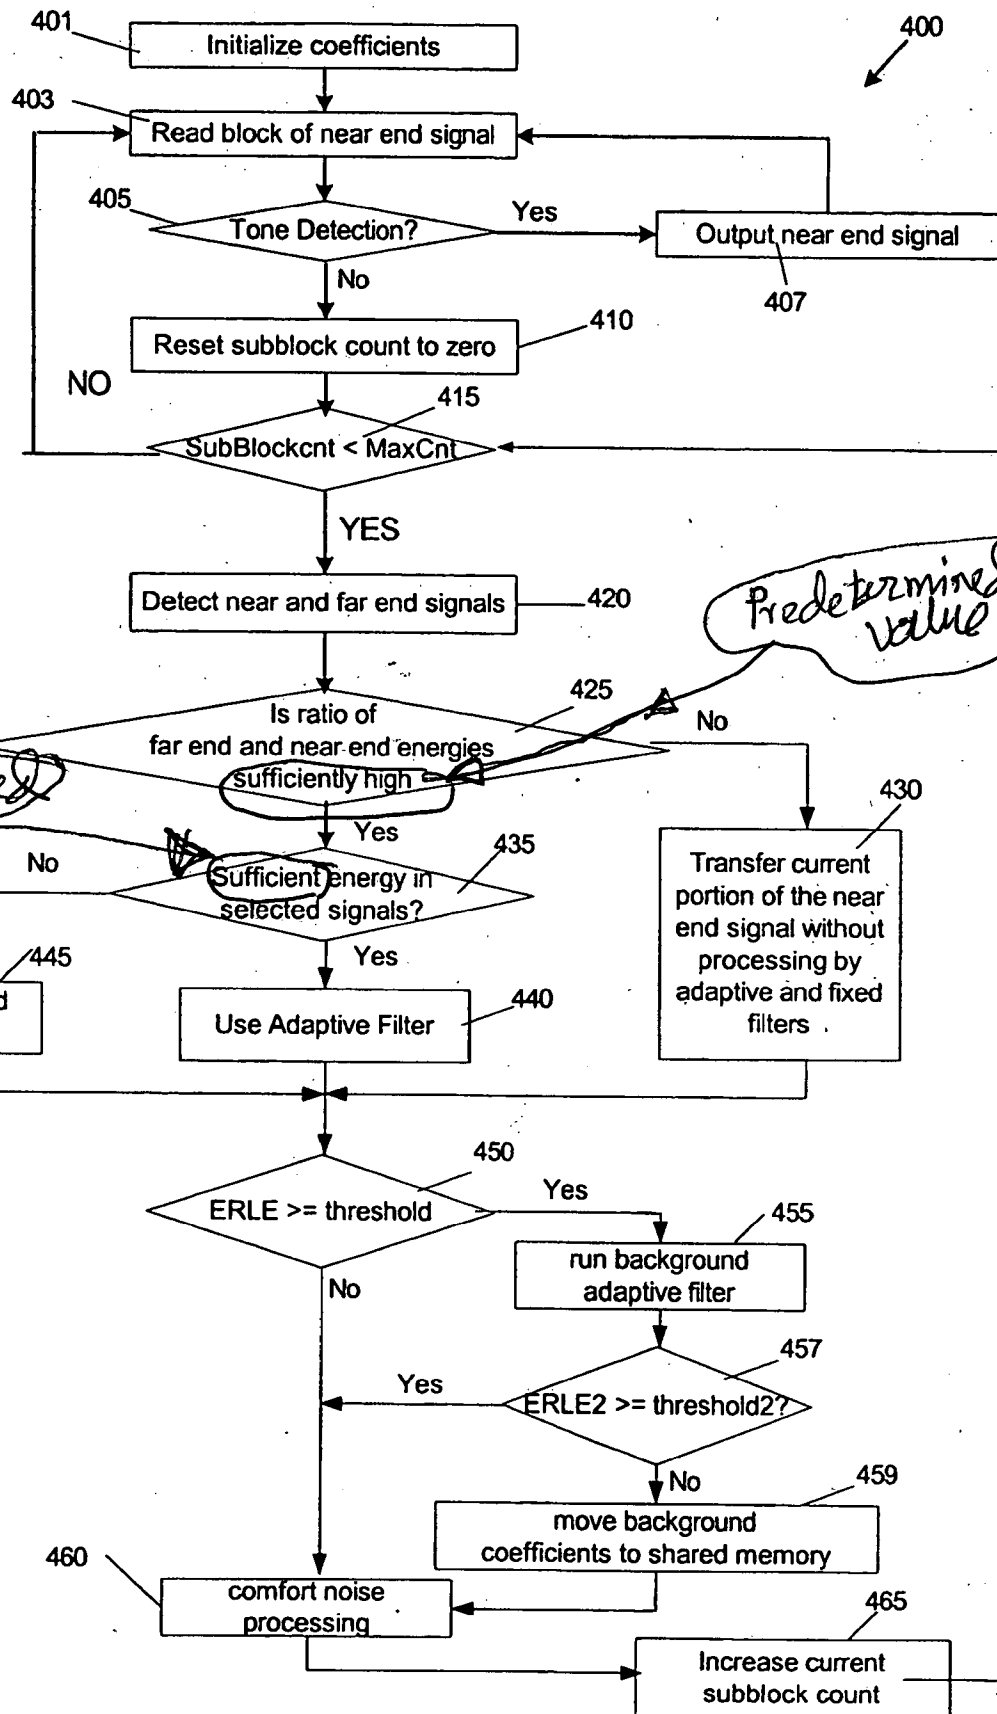 401
Initialize coefficients
400
403
Read block of near end signal
405
Tone Detection?
Yes
Output near end signal
407
No
Reset subblock count to zero
410
NO
415
SubBlockcnt < MaxCnt
YES
Detect near and far end signals
420
Predetermined
value
425
Is ratio of
far end and near end energies
sufficiently high
No
Yes
430
Transfer current
portion of the near
end signal without
processing by
adaptive and fixed
filters
No
435
Sufficient energy in
selected signals?
Yes
445
d
Use Adaptive Filter
440
450
ERLE >= threshold
Yes
455
run background
adaptive filter
No
457
ERLE2 >= threshold2?
Yes
No
459
move background
coefficients to shared memory
460
comfort noise
processing
465
Increase current
subblock count